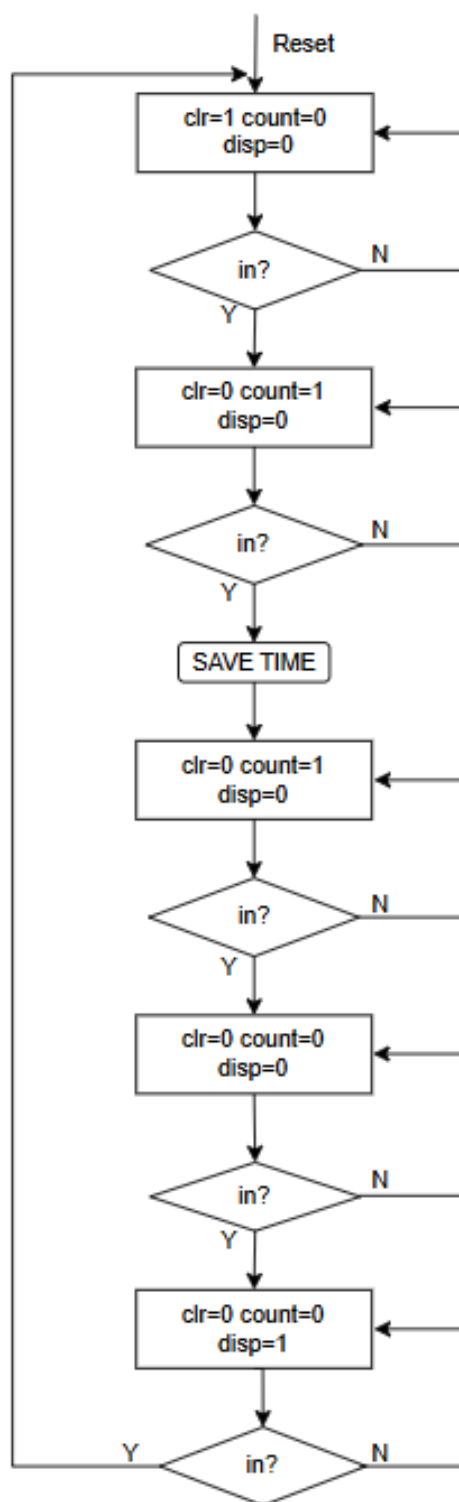 Reset
clr=1 count=0
disp=0
in?
N
Y
clr=0 count=1
disp=0
in?
N
Y
SAVE TIME
clr=0 count=1
disp=0
in?
N
Y
clr=0 count=0
disp=0
in?
N
Y
clr=0 count=0
disp=1
Y
in?
N